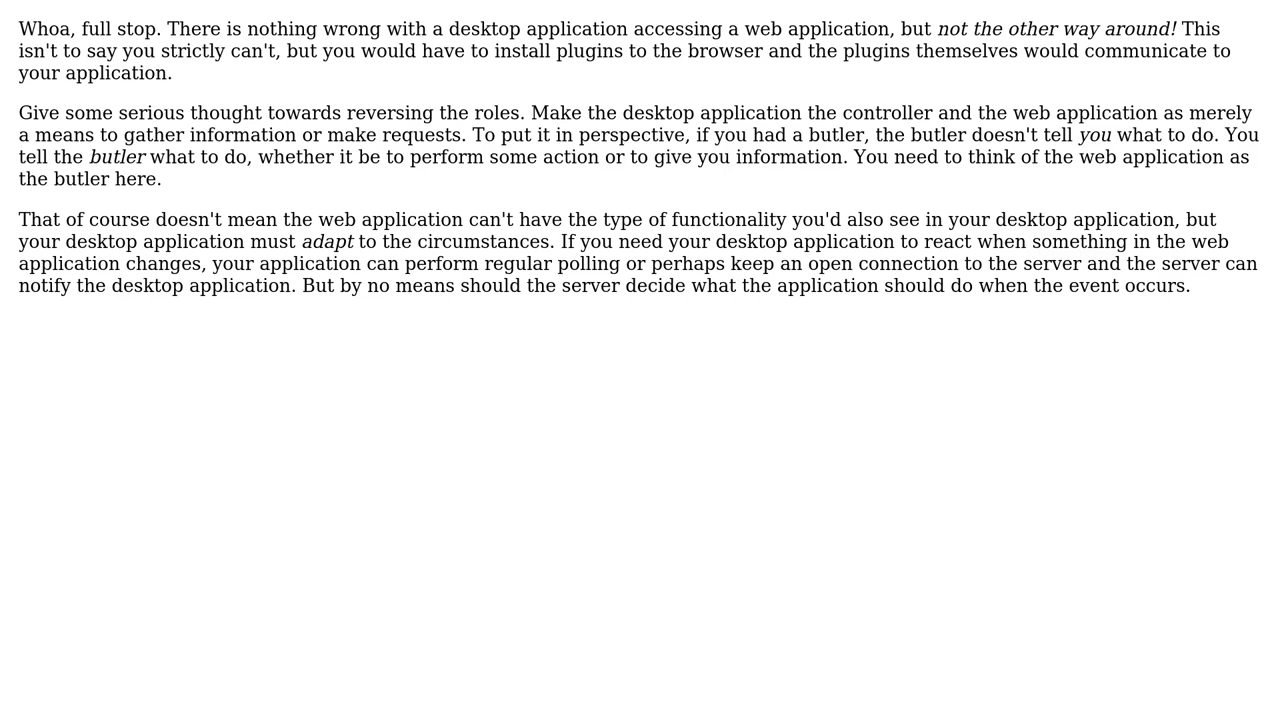 Whoa, full stop. There is nothing wrong with a desktop application accessing a web application, but not the other way around! This
isn't to say you strictly can't, but you would have to install plugins to the browser and the plugins themselves would communicate to
your application.
Give some serious thought towards reversing the roles. Make the desktop application the controller and the web application as merely
a means to gather information or make requests. To put it in perspective, if you had a butler, the butler doesn't tell you what to do. You
tell the butler what to do, whether it be to perform some action or to give you information. You need to think of the web application as
the butler here.
That of course doesn't mean the web application can't have the type of functionality you'd also see in your desktop application, but
your desktop application must adapt to the circumstances. If you need your desktop application to react when something in the web
application changes, your application can perform regular polling or perhaps keep an open connection to the server and the server can
notify the desktop application. But by no means should the server decide what the application should do when the event occurs.